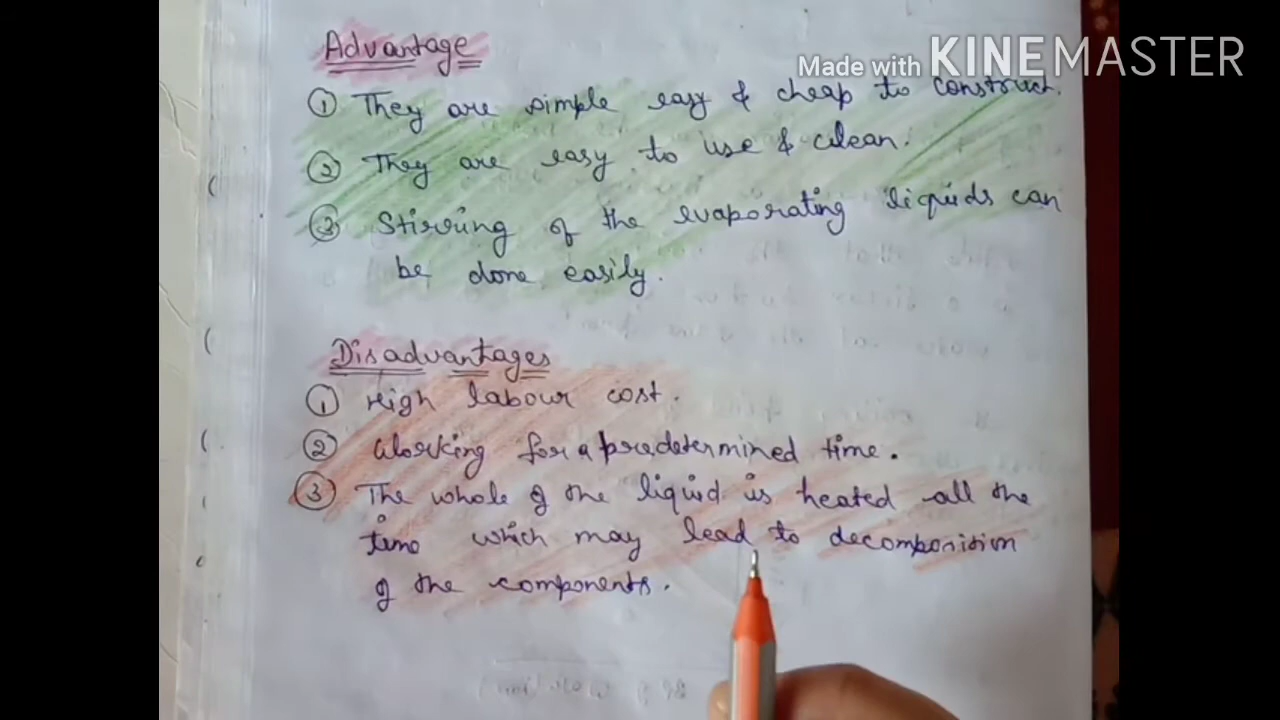 Made with KINEMASTER
Advantage
① They are simple easy & cheap to construct.
② They are easy to use & clean.
③ Stirring of the evaporating liquids can
be done easily.
Disadvantages
① High labour cost.
② Working for a predetermined time.
③ The whole of the liquid is heated all the
time which may lead to decomposition
of the components.